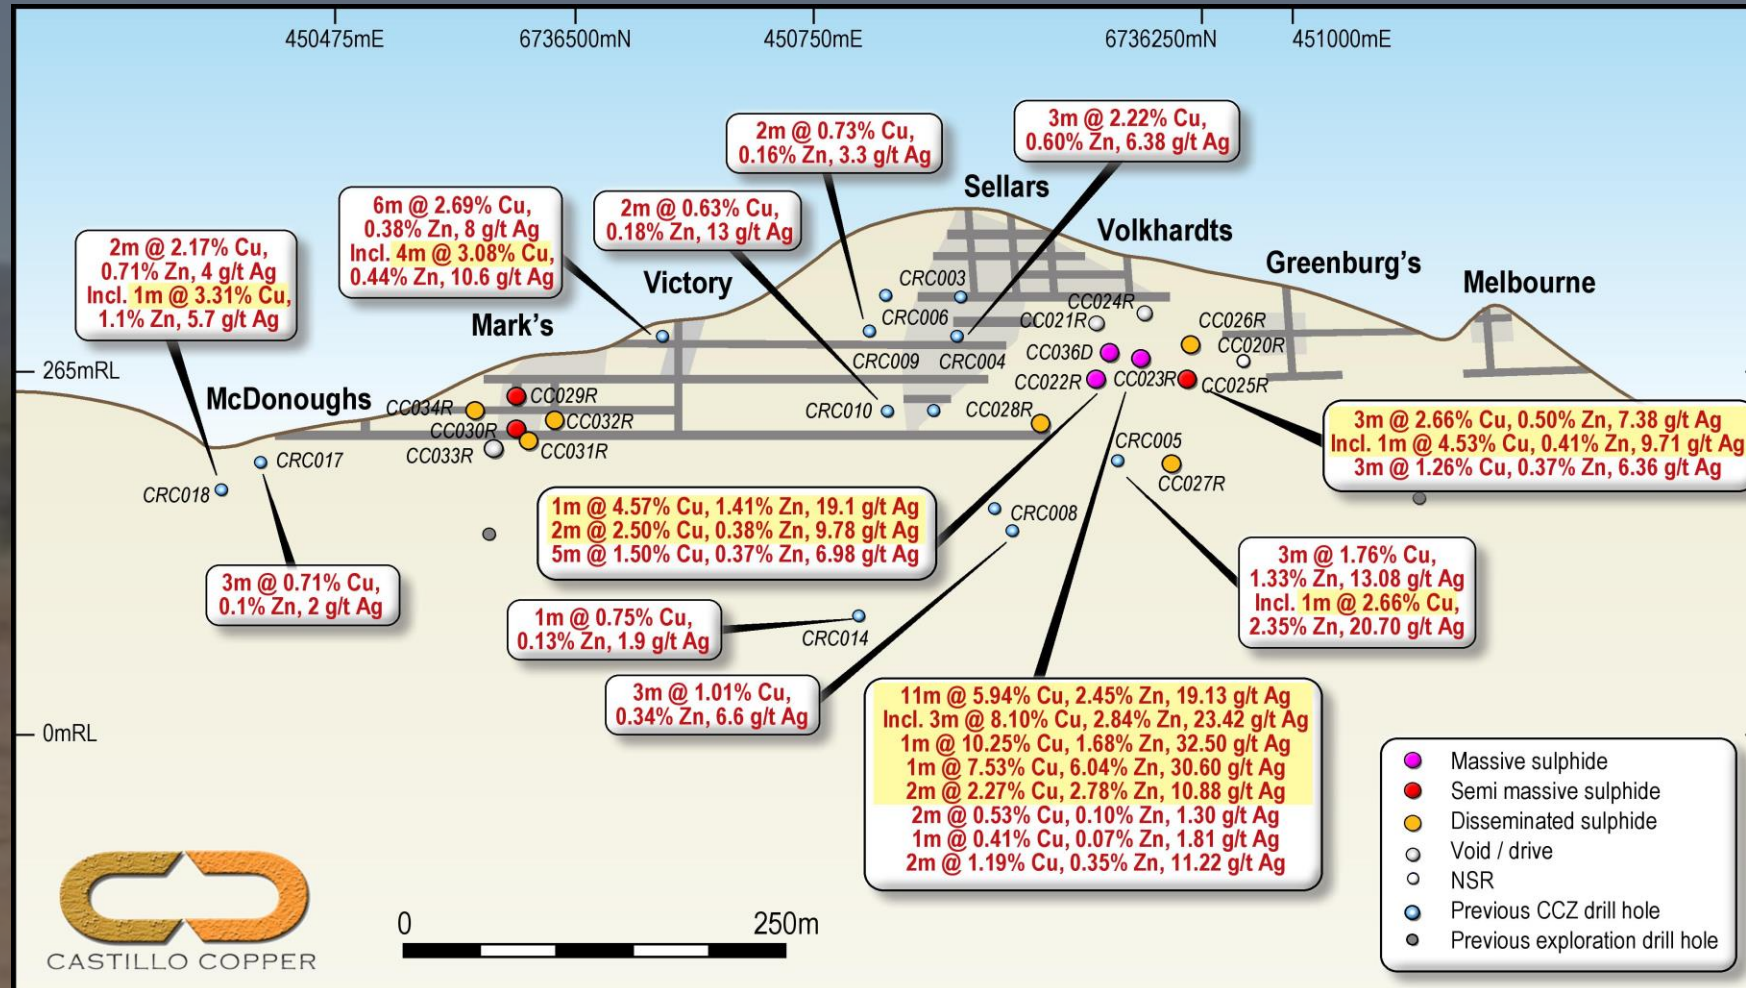 450475mE
6736500mN
450750mE
6736250mN
451000mE
2m @ 0.73% Cu,
0.16% Zn, 3.3 g/t Ag
3m @ 2.22% Cu,
0.60% Zn, 6.38 g/t Ag
6m @ 2.69% Cu,
0.38% Zn, 8 g/t Ag
Incl. 4m @ 3.08% Cu,
0.44% Zn, 10.6 g/t Ag
2m @ 0.63% Cu,
0.18% Zn, 13 g/t Ag
2m @ 2.17% Cu,
0.71% Zn, 4 g/t Ag
Incl. 1m @ 3.31% Cu,
1.1% Zn, 5.7 g/t Ag
Sellars
Volkhardts
Greenburg's
Melbourne
Victory
Mark's
McDonoughs
265mRL
CRC003
CC024R
CRC006
CC021R
CC026R
CRC009
CRC004
CC036D
CC020R
CC022R
CC023R
CC025R
CC029R
CC034R
CC032R
CRC010
CC028R
CC030R
CC031R
CC033R
CRC005
CC027R
CRC017
CRC018
CRC008
3m @ 2.66% Cu, 0.50% Zn, 7.38 g/t Ag
Incl. 1m @ 4.53% Cu, 0.41% Zn, 9.71 g/t Ag
3m @ 1.26% Cu, 0.37% Zn, 6.36 g/t Ag
1m @ 4.57% Cu, 1.41% Zn, 19.1 g/t Ag
2m @ 2.50% Cu, 0.38% Zn, 9.78 g/t Ag
5m @ 1.50% Cu, 0.37% Zn, 6.98 g/t Ag
3m @ 1.76% Cu,
1.33% Zn, 13.08 g/t Ag
Incl. 1m @ 2.66% Cu,
2.35% Zn, 20.70 g/t Ag
3m @ 0.71% Cu,
0.1% Zn, 2 g/t Ag
1m @ 0.75% Cu,
0.13% Zn, 1.9 g/t Ag
CRC014
3m @ 1.01% Cu,
0.34% Zn, 6.6 g/t Ag
11m @ 5.94% Cu, 2.45% Zn, 19.13 g/t Ag
Incl. 3m @ 8.10% Cu, 2.84% Zn, 23.42 g/t Ag
1m @ 10.25% Cu, 1.68% Zn, 32.50 g/t Ag
1m @ 7.53% Cu, 6.04% Zn, 30.60 g/t Ag
2m @ 2.27% Cu, 2.78% Zn, 10.88 g/t Ag
2m @ 0.53% Cu, 0.10% Zn, 1.30 g/t Ag
1m @ 0.41% Cu, 0.07% Zn, 1.81 g/t Ag
2m @ 1.19% Cu, 0.35% Zn, 11.22 g/t Ag
0mRL
Massive sulphide
Semi massive sulphide
Disseminated sulphide
Void / drive
NSR
Previous CCZ drill hole
Previous exploration drill hole
0
250m
CASTILLO COPPER